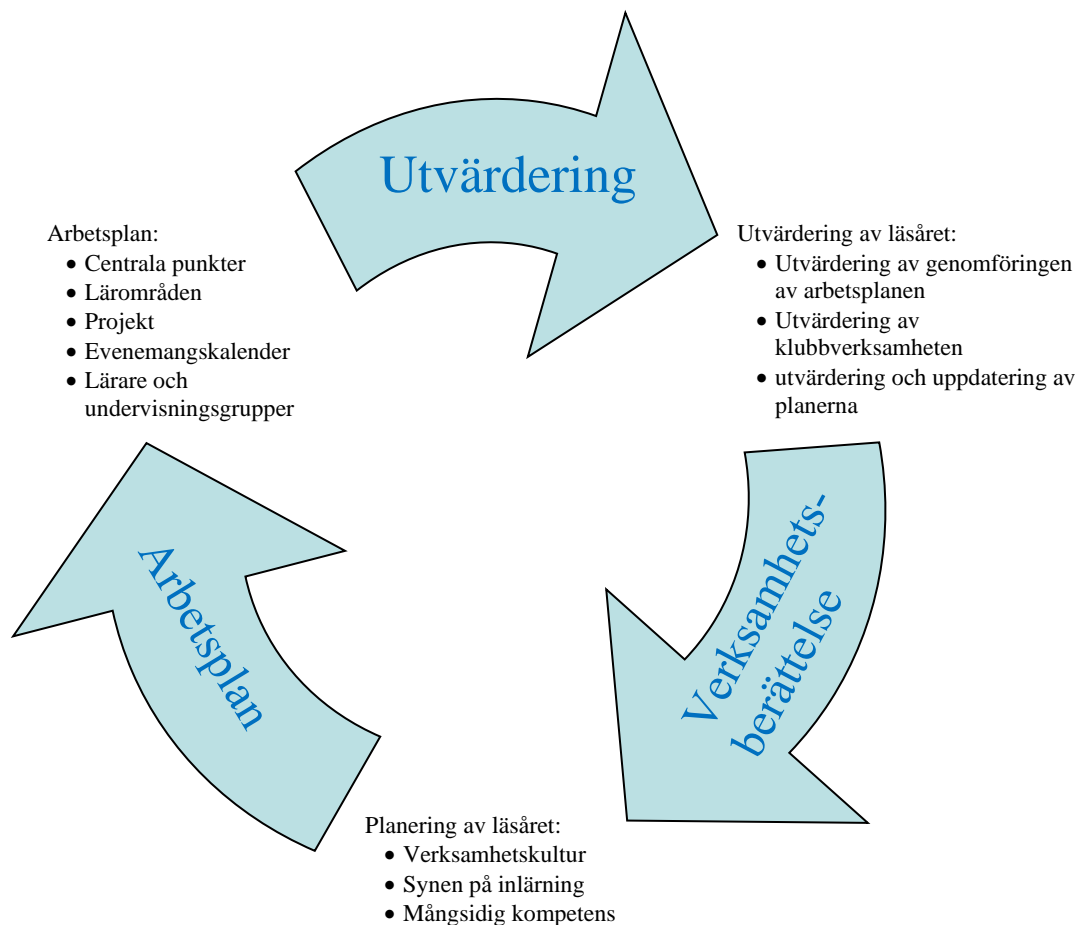 Utvärdering
Arbetsplan:
• Centrala punkter
• Lärområden
• Projekt
• Evenemangskalender
• Lärare och
undervisningsgrupper
Utvärdering av läsåret:
• Utvärdering av genomföringen
av arbetsplanen
• Utvärdering av
klubbverksamheten
• utvärdering och uppdatering av
planerna
Arbetsplan
Verksamhets-
berättelse
Planering av läsåret:
• Verksamhetskultur
• Synen på inlärning
• Mångsidig kompetens